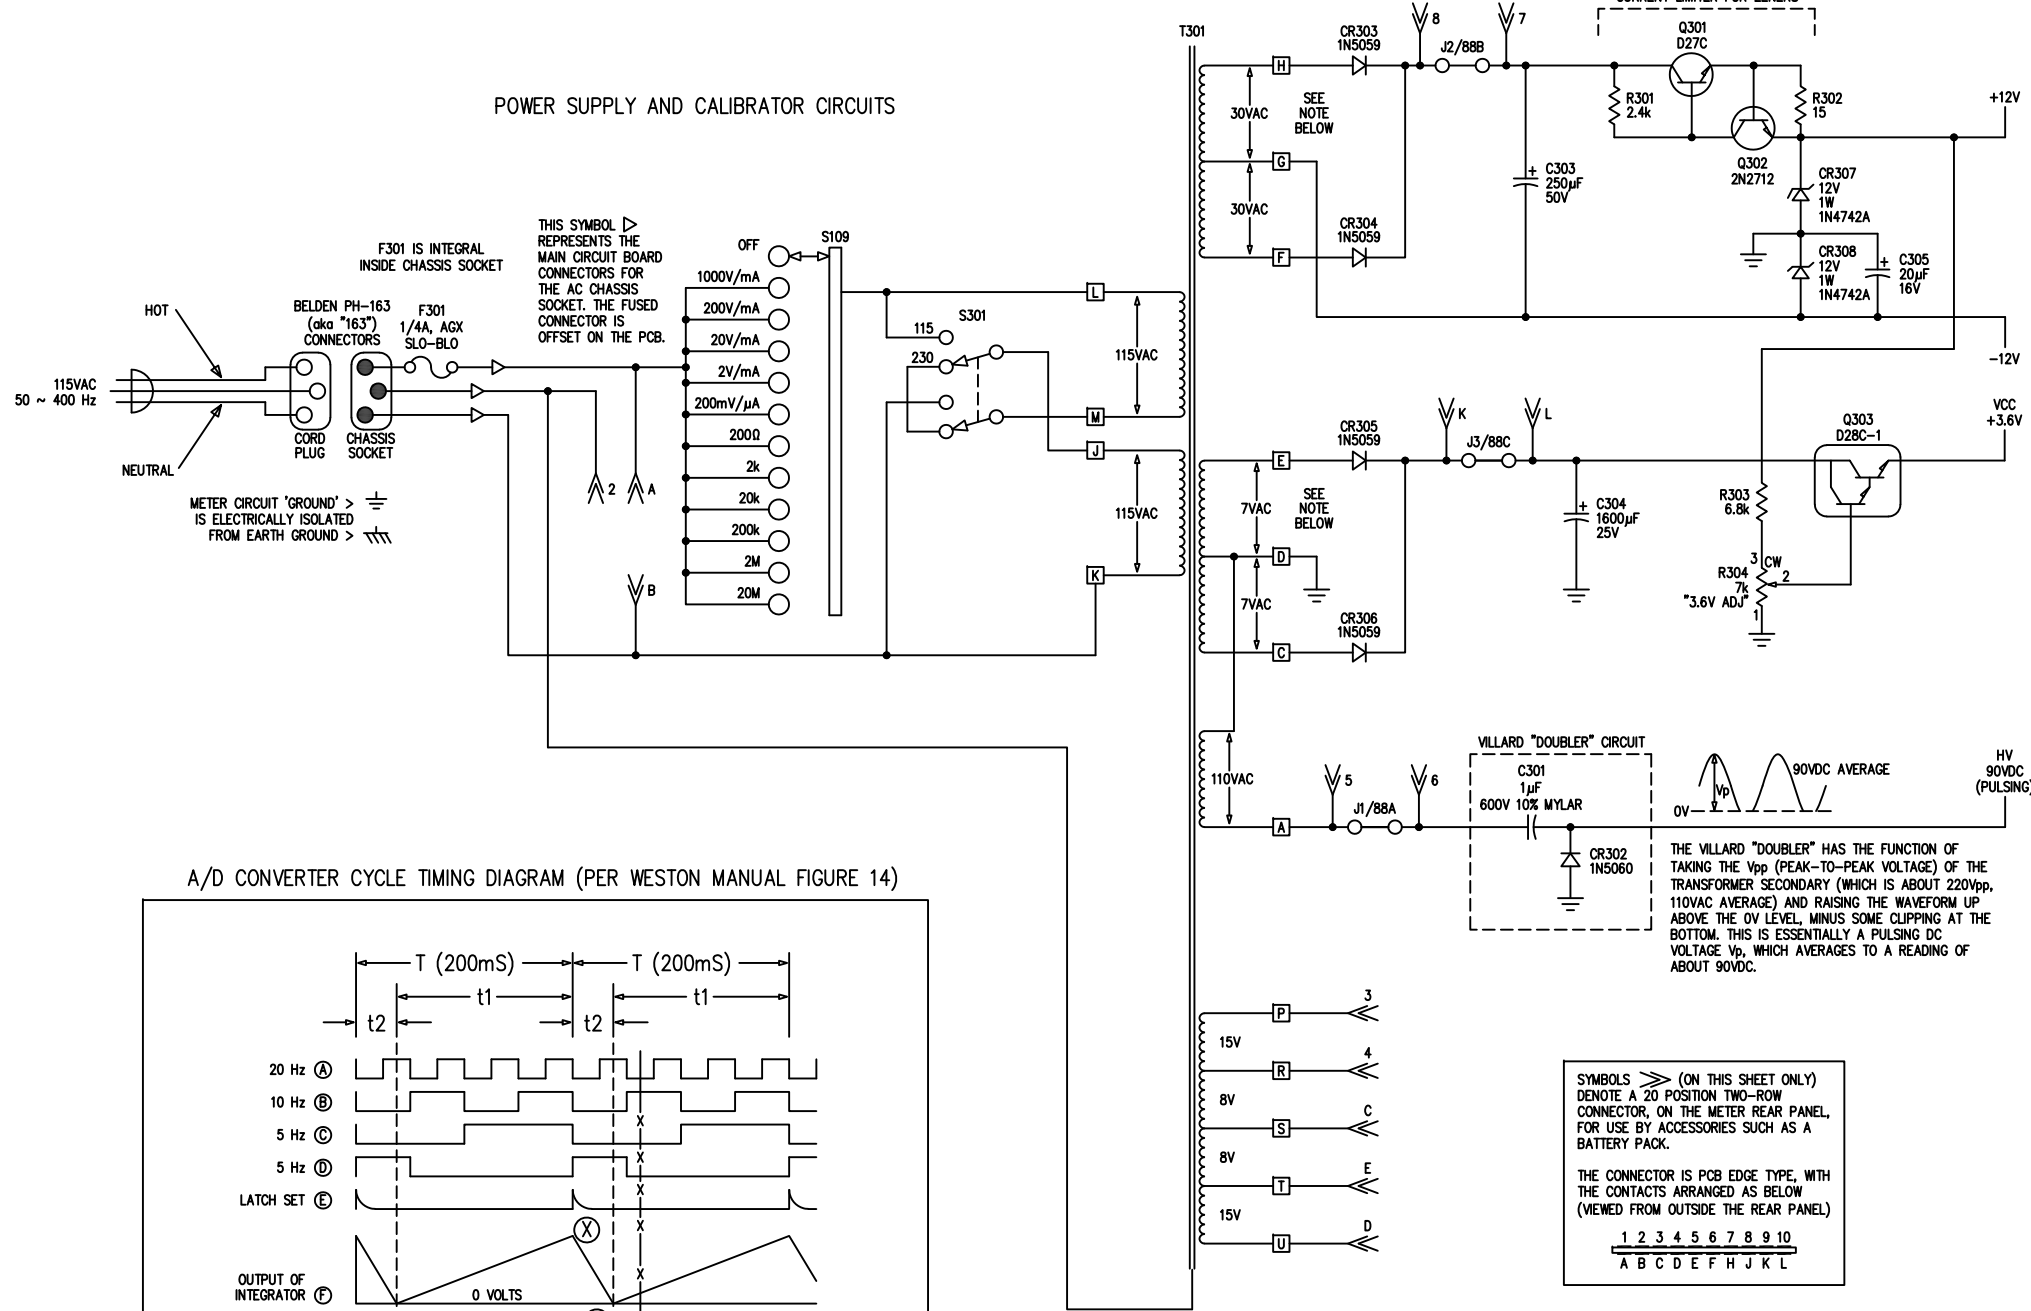 POWER SUPPLY AND CALIBRATOR CIRCUITS
THIS SYMBOL
REPRESENTS THE
MAIN CIRCUIT BOARD
CONNECTORS FOR
THE AC CHASSIS
SOCKET. THE FUSED
CONNECTOR IS
OFFSET ON THE PCB.
F301 IS INTEGRAL
INSIDE CHASSIS SOCKET
HOT
BELDEN PH-163
(aka "163")
CONNECTORS
F301
1/4A, AGX
SLO-BLO
115VAC
50 ~ 400 Hz
NEUTRAL
CORD
PLUG
CHASSIS
SOCKET
METER CIRCUIT 'GROUND' >
IS ELECTRICALLY ISOLATED
FROM EARTH GROUND >
2
A
B
S109
OFF
1000V/mA
200V/mA
20V/mA
2V/mA
200mV/µA
200Ω
2k
20k
200k
2M
20M
S301
115
230
L
115VAC
M
J
115VAC
K
T301
H
30VAC
SEE
NOTE
BELOW
G
30VAC
F
CR303
1N5059
CR304
1N5059
8
J2/88B
7
C303
250µF
50V
Q301
D27C
R301
2.4k
Q302
2N2712
R302
15
+12V
CR307
12V
1W
1N4742A
CR308
12V
1W
1N4742A
C305
20µF
16V
-12V
E
7VAC
SEE
NOTE
BELOW
D
7VAC
C
CR305
1N5059
CR306
1N5059
K
J3/88C
L
C304
1600µF
25V
Q303
D28C-1
VCC
+3.6V
R303
6.8k
3 CW
R304
7k
"3.6V ADJ"
2
1
110VAC
A
5
J1/88A
6
VILLARD "DOUBLER" CIRCUIT
C301
1µF
600V 10% MYLAR
CR302
1N5060
Vp
0V
90VDC AVERAGE
HV
90VDC
(PULSING)
THE VILLARD "DOUBLER" HAS THE FUNCTION OF
TAKING THE Vpp (PEAK-TO-PEAK VOLTAGE) OF THE
TRANSFORMER SECONDARY (WHICH IS ABOUT 220Vpp,
110VAC AVERAGE) AND RAISING THE WAVEFORM UP
ABOVE THE 0V LEVEL, MINUS SOME CLIPPING AT THE
BOTTOM. THIS IS ESSENTIALLY A PULSING DC
VOLTAGE Vp, WHICH AVERAGES TO A READING OF
ABOUT 90VDC.
P
3
15V
R
4
8V
S
C
8V
T
E
15V
U
D
SYMBOLS (ON THIS SHEET ONLY)
DENOTE A 20 POSITION TWO-ROW
CONNECTOR, ON THE METER REAR PANEL,
FOR USE BY ACCESSORIES SUCH AS A
BATTERY PACK.
THE CONNECTOR IS PCB EDGE TYPE, WITH
THE CONTACTS ARRANGED AS BELOW
(VIEWED FROM OUTSIDE THE REAR PANEL)
1 2 3 4 5 6 7 8 9 10
A B C D E F H J K L
A/D CONVERTER CYCLE TIMING DIAGRAM (PER WESTON MANUAL FIGURE 14)
T (200mS) T (200mS)
t1 t1
t2 t2
20 Hz A
10 Hz B
5 Hz C
5 Hz D
LATCH SET E
X
X
X
X
X
X
OUTPUT OF
INTEGRATOR F
0 VOLTS